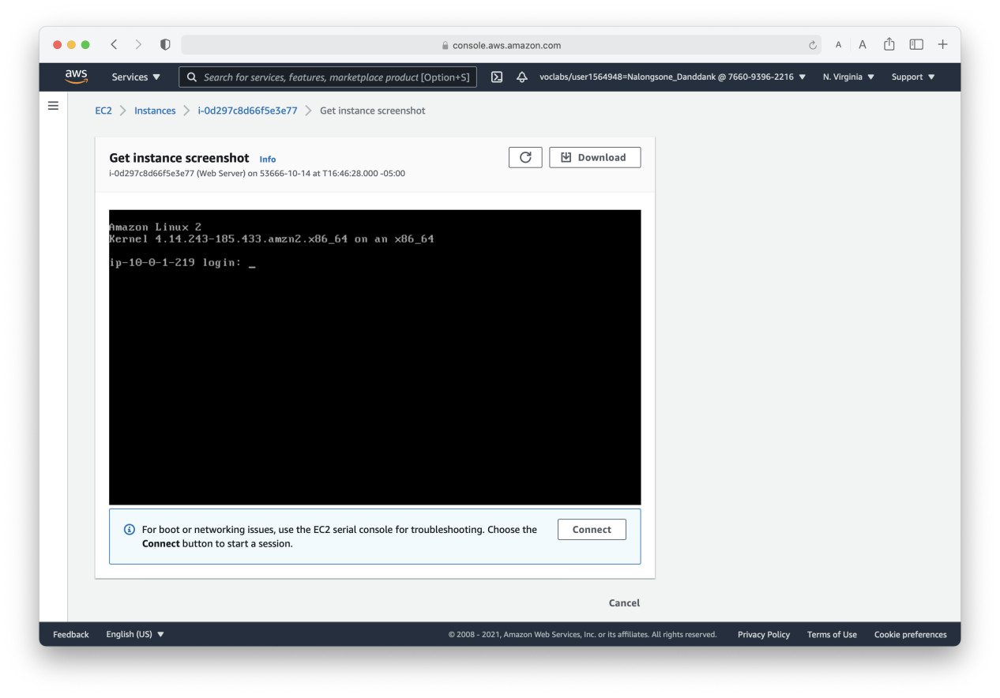 console.aws.amazon.com
A A
aws Services Search for services, features, marketplace product [Option+S] voclabs/user1564948=Nalongsone_Danddank @ 7660-9396-2216 N. Virginia Support
EC2 Instances i-0d297c8d66f5e3e77 Get instance screenshot
Get instance screenshot Info
Download
i-0d297c8d66f5e3e77 (Web Server) on 53666-10-14 at T16:46:28.000 -05:00
Amazon Linux 2
Kernel 4.14.243-185.433.amzn2.x86_64 on an x86_64
ip-10-0-1-219 login: _
For boot or networking issues, use the EC2 serial console for troubleshooting. Choose the
Connect button to start a session.
Connect
Cancel
Feedback English (US) © 2008 - 2021, Amazon Web Services, Inc. or its affiliates. All rights reserved. Privacy Policy Terms of Use Cookie preferences